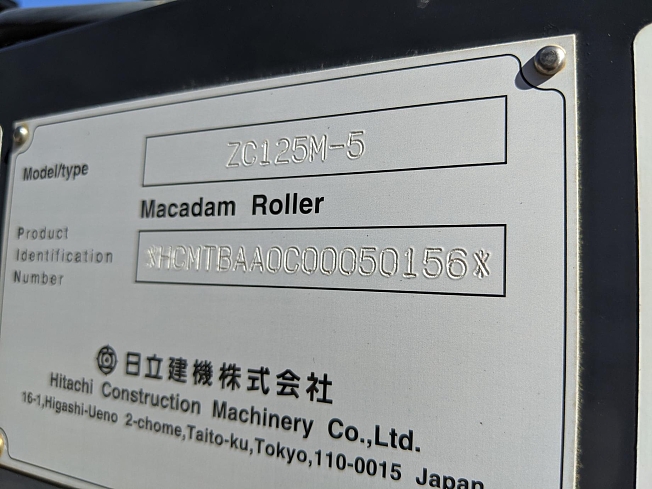 Model/type ZC125M-5
Macadam Roller
Product
Identification
Number
*HCMTBAA0C00050156*
日立建機株式会社
Hitachi Construction Machinery Co.,Ltd.
16-1,Higashi-Ueno 2-chome,Taito-ku,Tokyo,110-0015 Japan